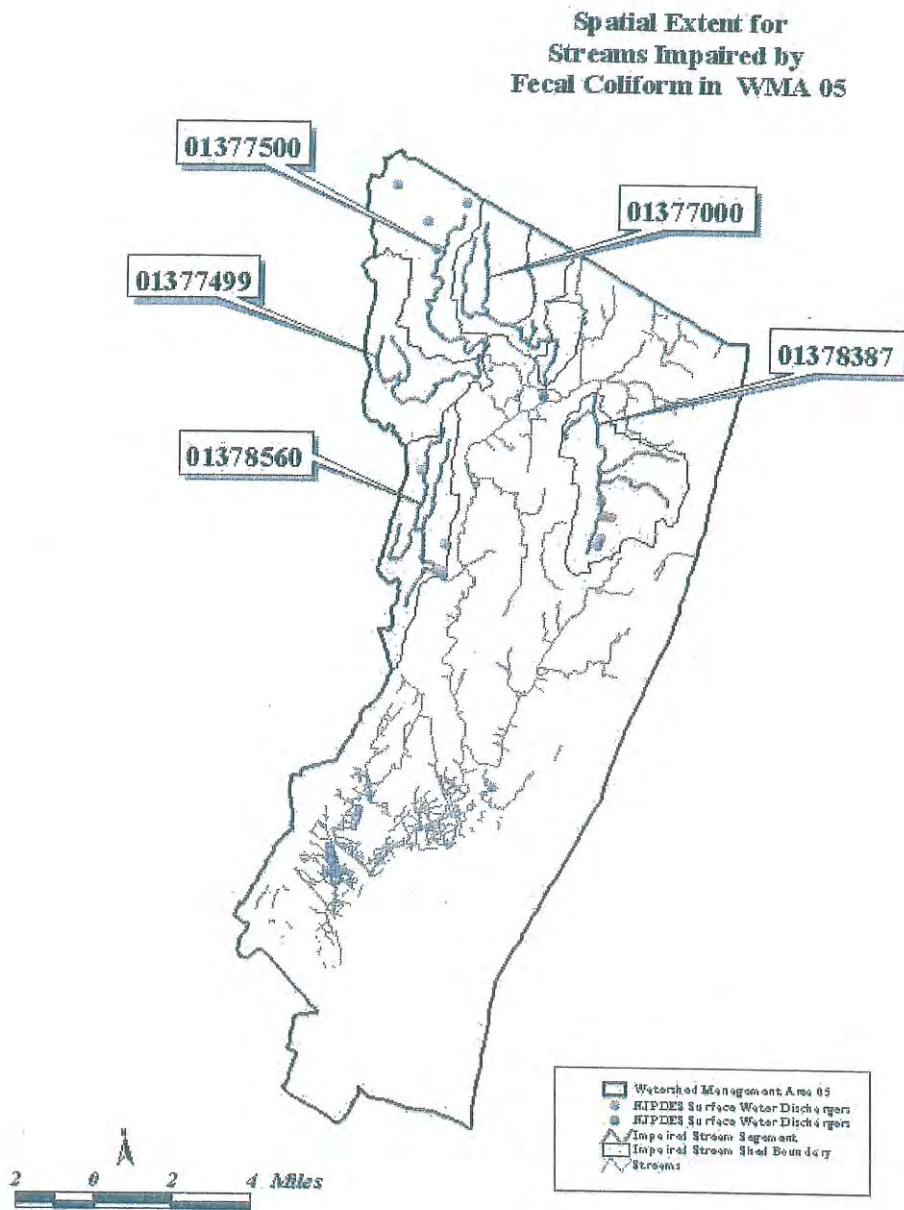 Spatial Extent for
Streams Impaired by
Fecal Coliform in WMA 05
01377500
01377000
01377499
01378387
01378560
Watershed Management Area 05
NJPDES Surface Water Dischargers
NJPDES Surface Water Dischargers
Impaired Stream Segement
Impaired Stream Shed Boundary
Streams
N
2 0 2 4 Miles